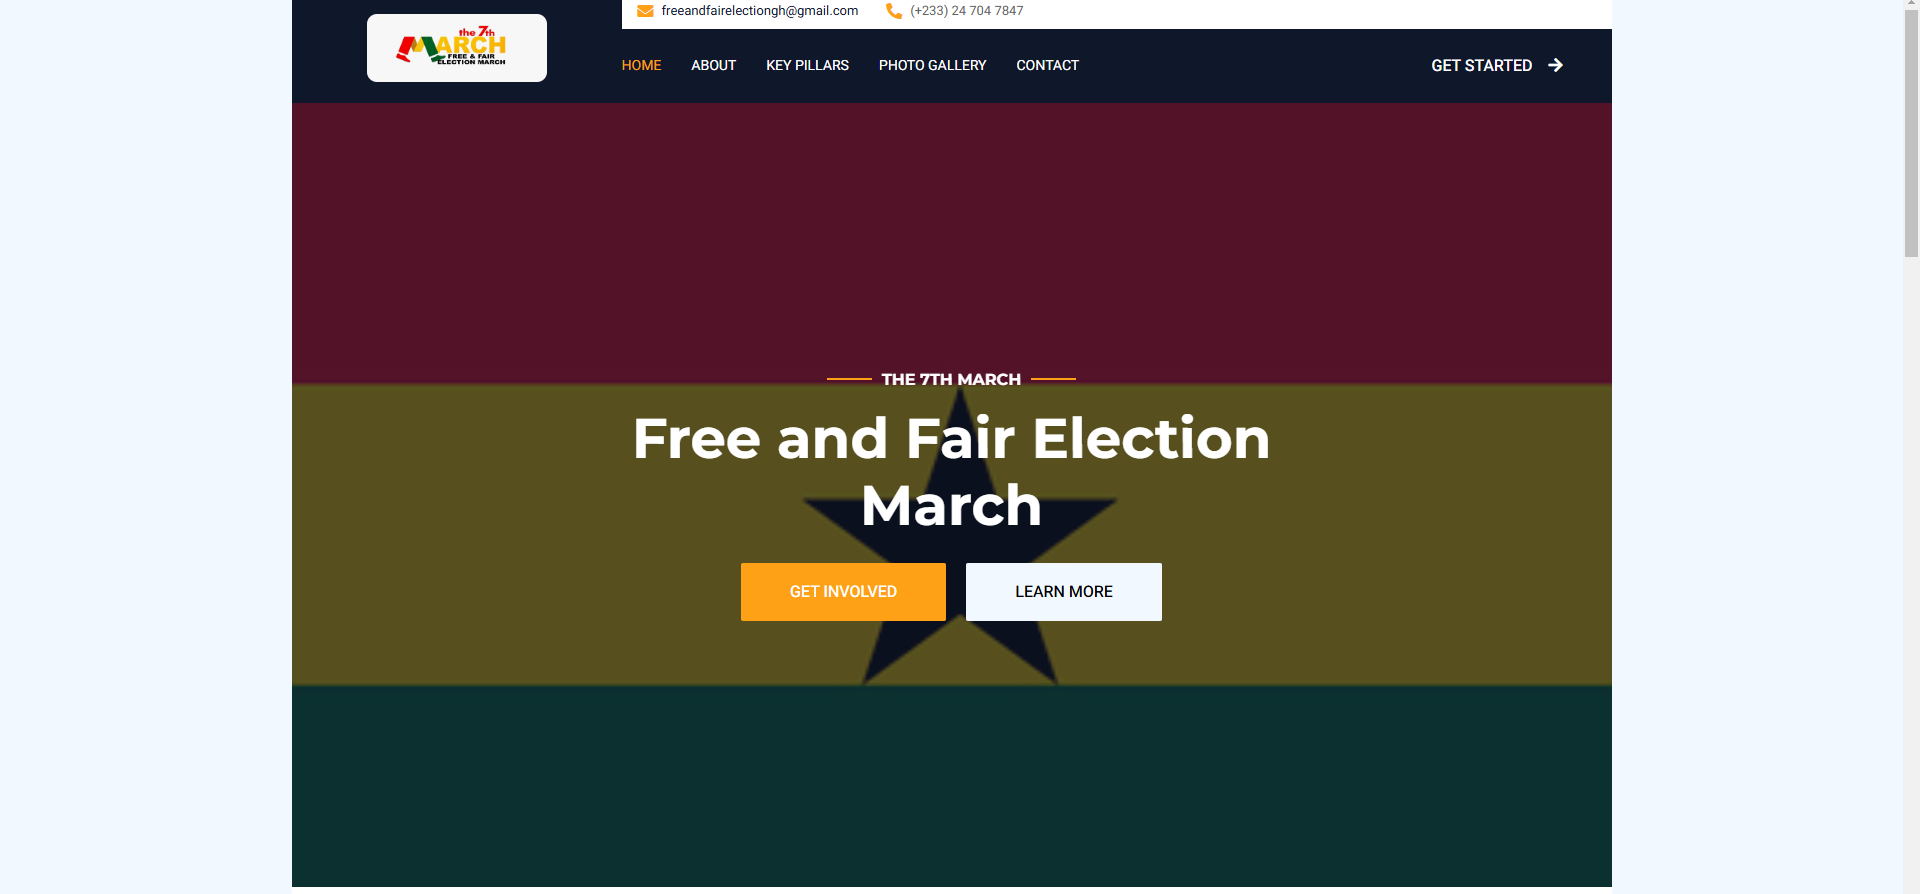 freeandfairelectiongh@gmail.com
(+233) 24 704 7847
the 7th
MARCH
FREE & FAIR
ELECTION MARCH
HOME
ABOUT
KEY PILLARS
PHOTO GALLERY
CONTACT
GET STARTED
THE 7TH MARCH
Free and Fair Election
March
GET INVOLVED
LEARN MORE